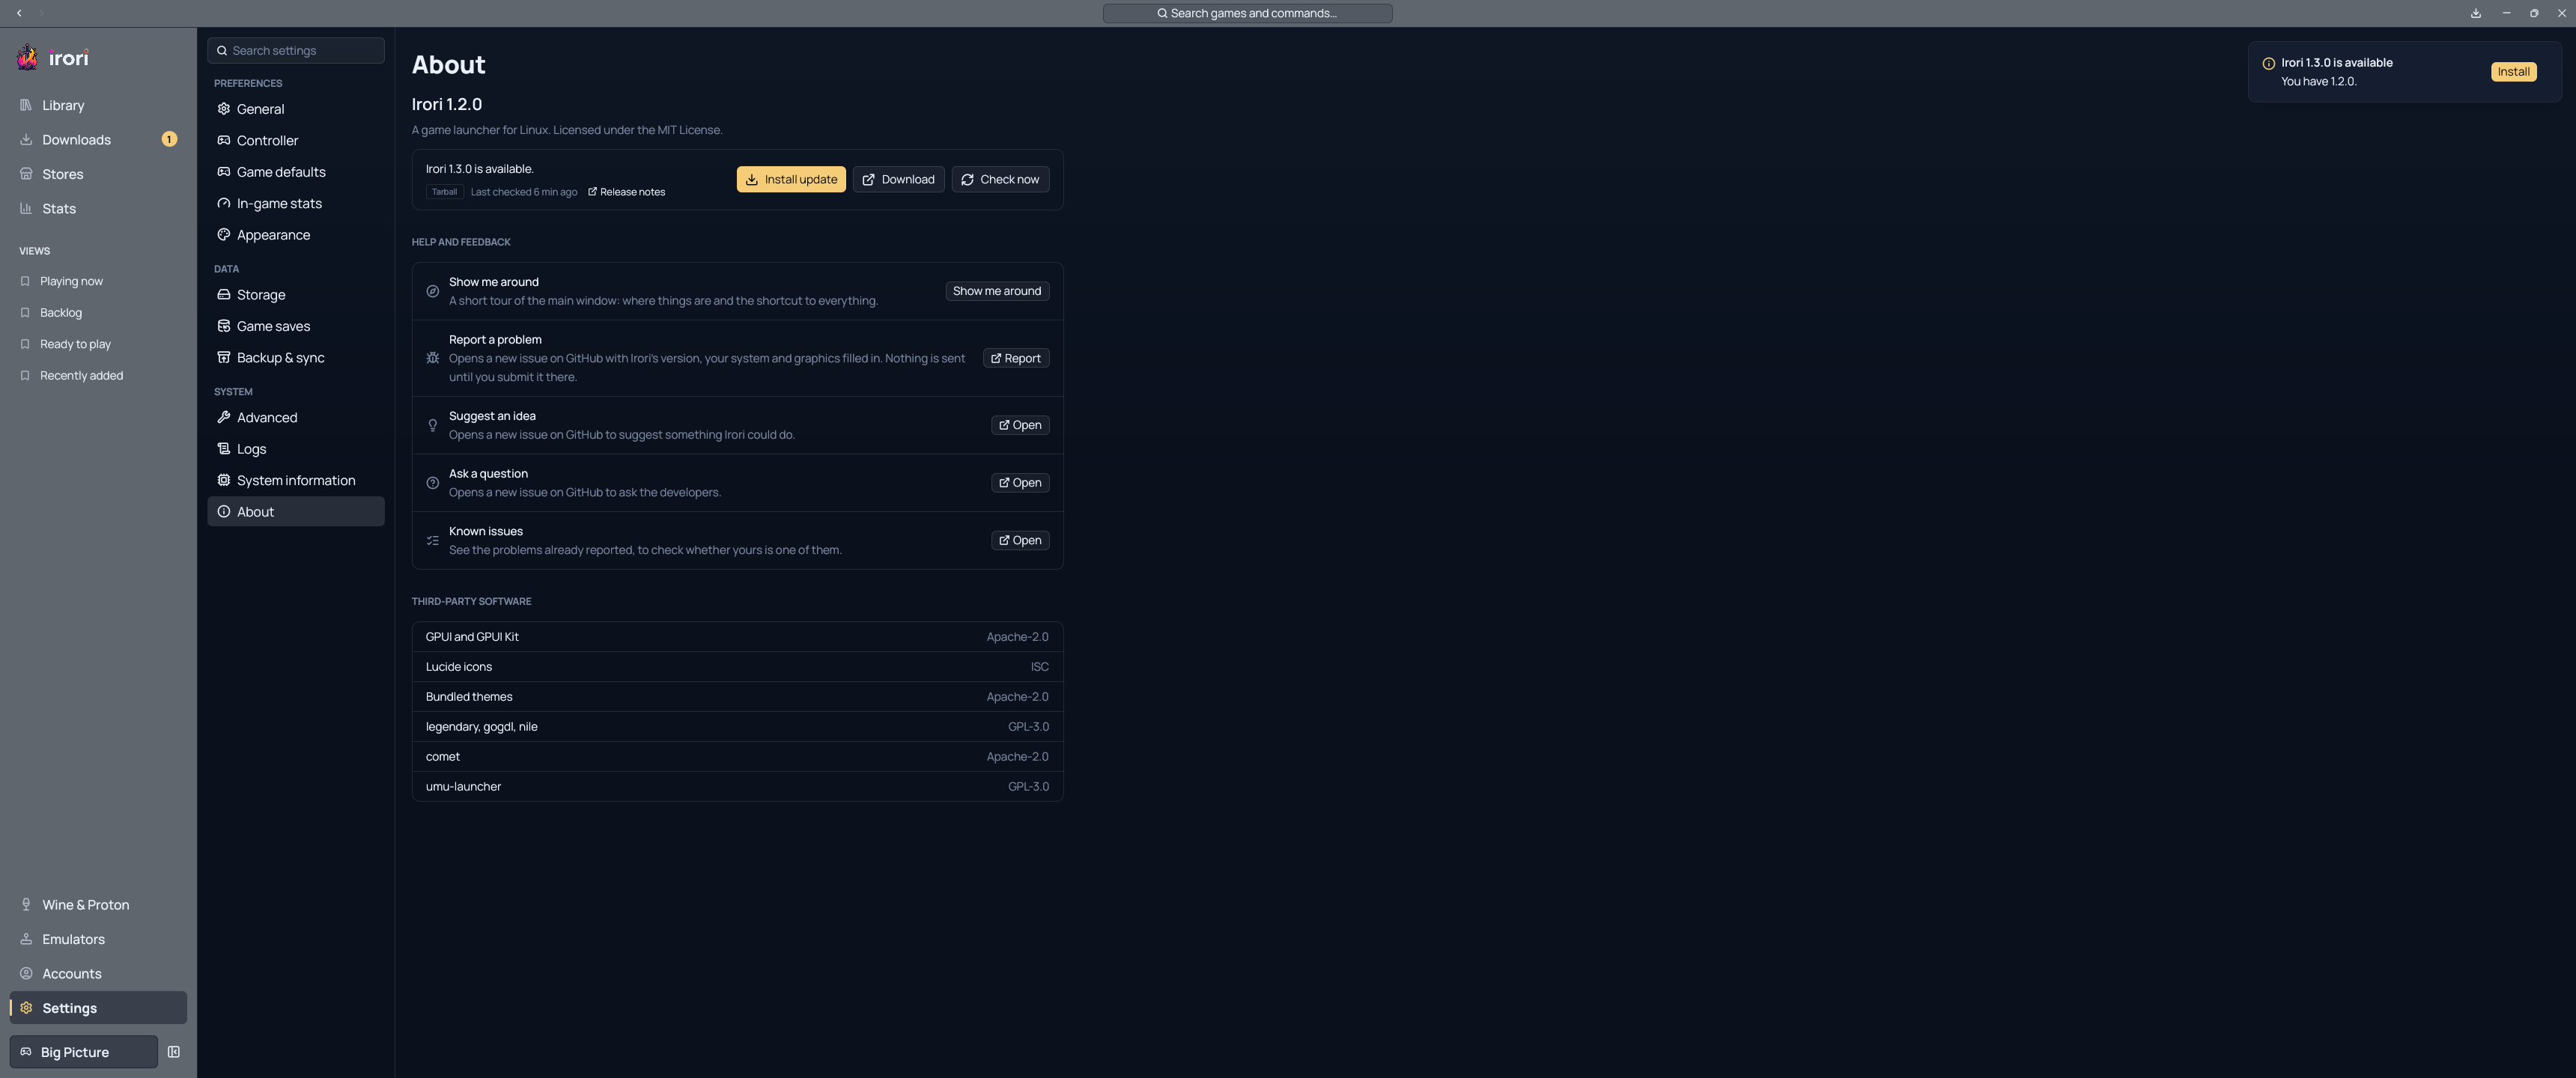 Search games and commands...
irori
Library
Downloads
1
Stores
Stats
VIEWS
Playing now
Backlog
Ready to play
Recently added
Wine & Proton
Emulators
Accounts
Settings
Big Picture
Search settings
PREFERENCES
General
Controller
Game defaults
In-game stats
Appearance
DATA
Storage
Game saves
Backup & sync
SYSTEM
Advanced
Logs
System information
About
About
Irori 1.2.0
A game launcher for Linux. Licensed under the MIT License.
Irori 1.3.0 is available.
Tarball Last checked 6 min ago Release notes
Install update Download Check now
HELP AND FEEDBACK
Show me around
A short tour of the main window: where things are and the shortcut to everything.
Show me around
Report a problem
Opens a new issue on GitHub with Irori's version, your system and graphics filled in. Nothing is sent
until you submit it there.
Report
Suggest an idea
Opens a new issue on GitHub to suggest something Irori could do.
Open
Ask a question
Opens a new issue on GitHub to ask the developers.
Open
Known issues
See the problems already reported, to check whether yours is one of them.
Open
THIRD-PARTY SOFTWARE
GPUI and GPUI Kit Apache-2.0
Lucide icons ISC
Bundled themes Apache-2.0
legendary, gogdl, nile GPL-3.0
comet Apache-2.0
umu-launcher GPL-3.0
Irori 1.3.0 is available
You have 1.2.0.
Install